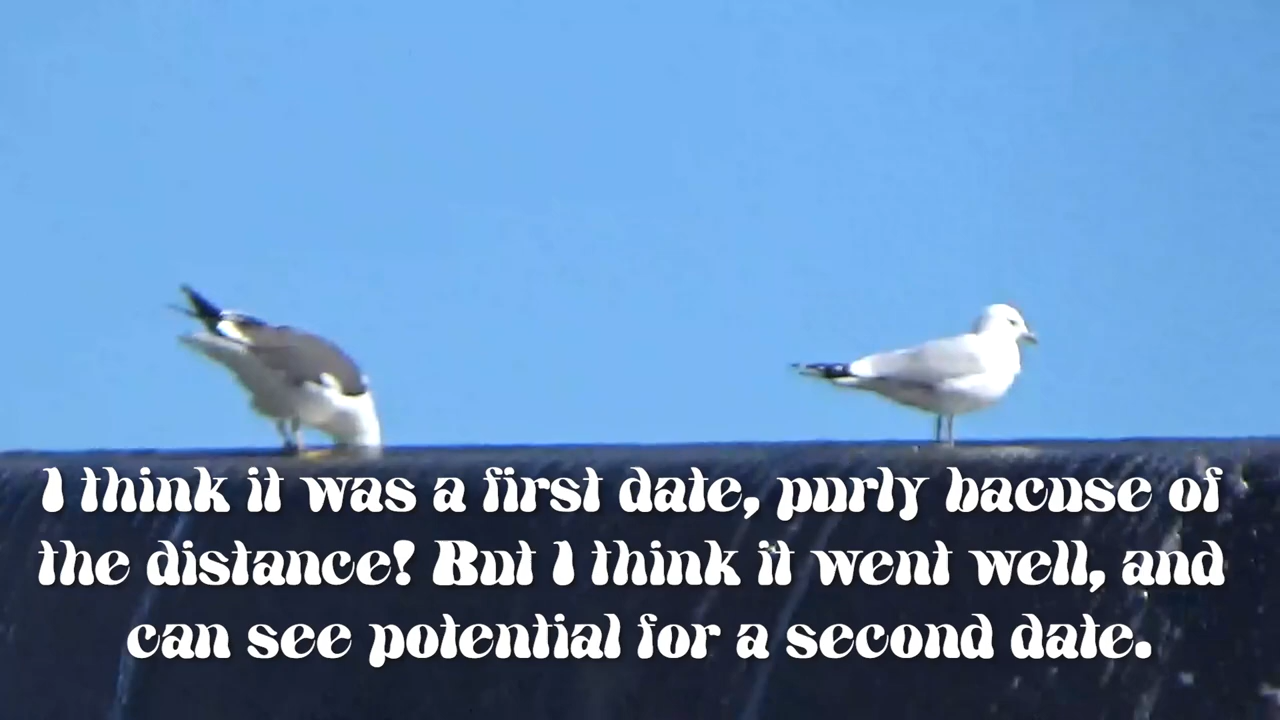 I think it was a first date, purly bacuse of
the distance! But I think it went well, and
can see potential for a second date.